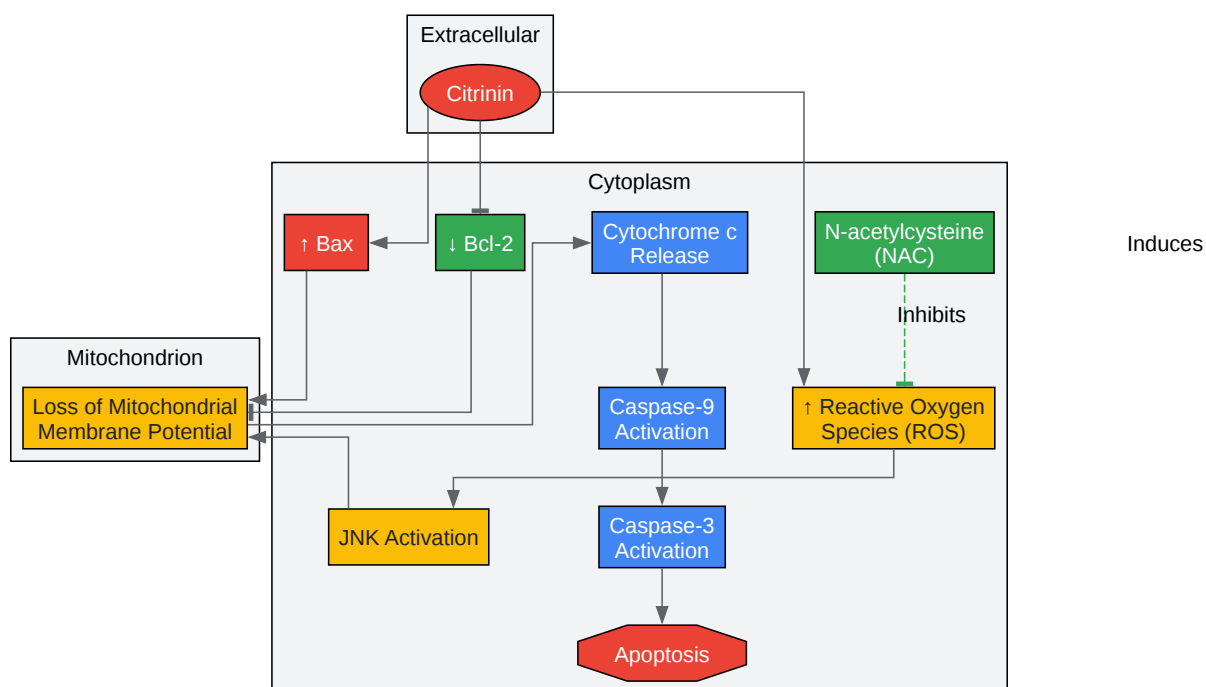 Extracellular
Citrinin
Cytoplasm
↑ Bax
↓ Bcl-2
Cytochrome c
Release
N-acetylcysteine
(NAC)
Induces
Inhibits
Mitochondrion
Loss of Mitochondrial
Membrane Potential
Caspase-9
Activation
↑ Reactive Oxygen
Species (ROS)
JNK Activation
Caspase-3
Activation
Apoptosis